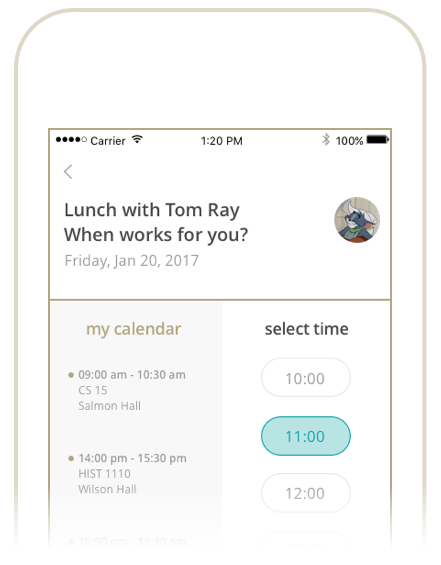 Carrier 1:20 PM 100%
Lunch with Tom Ray
When works for you?
Friday, Jan 20, 2017
my calendar
09:00 am - 10:30 am
CS 15
Salmon Hall
14:00 pm - 15:30 pm
HIST 1110
Wilson Hall
select time
10:00
11:00
12:00